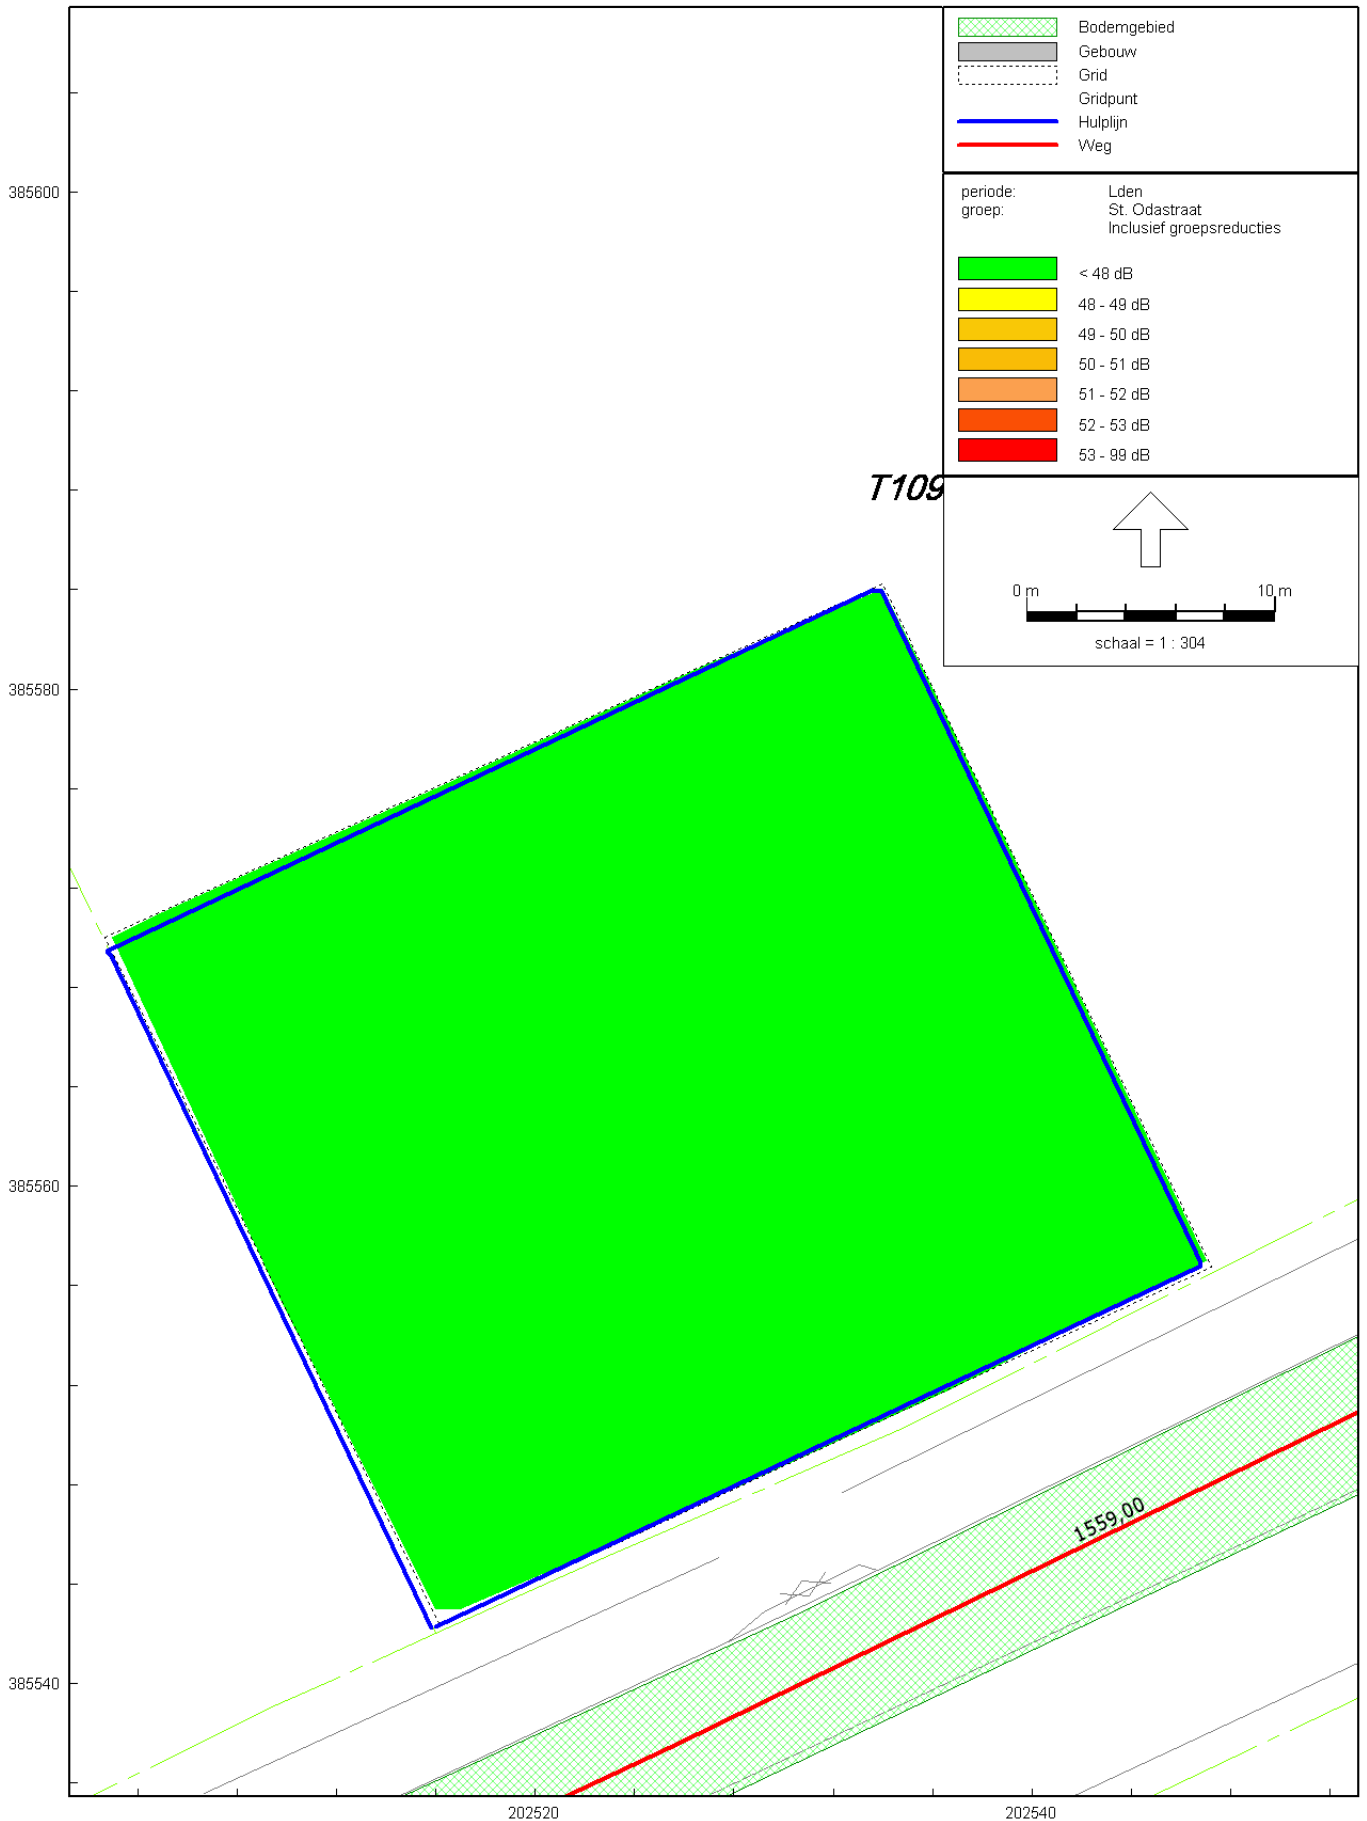 Bodemgebied
Gebouw
Grid
Gridpunt
Hulplijn
Weg
periode: Lden
groep: St. Odastraat
Inclusief groepsreducties
< 48 dB
48 - 49 dB
49 - 50 dB
50 - 51 dB
51 - 52 dB
52 - 53 dB
53 - 99 dB
T109
0 m 10 m
schaal = 1 : 304
385600
385580
385560
385540
1559,00
202520 202540